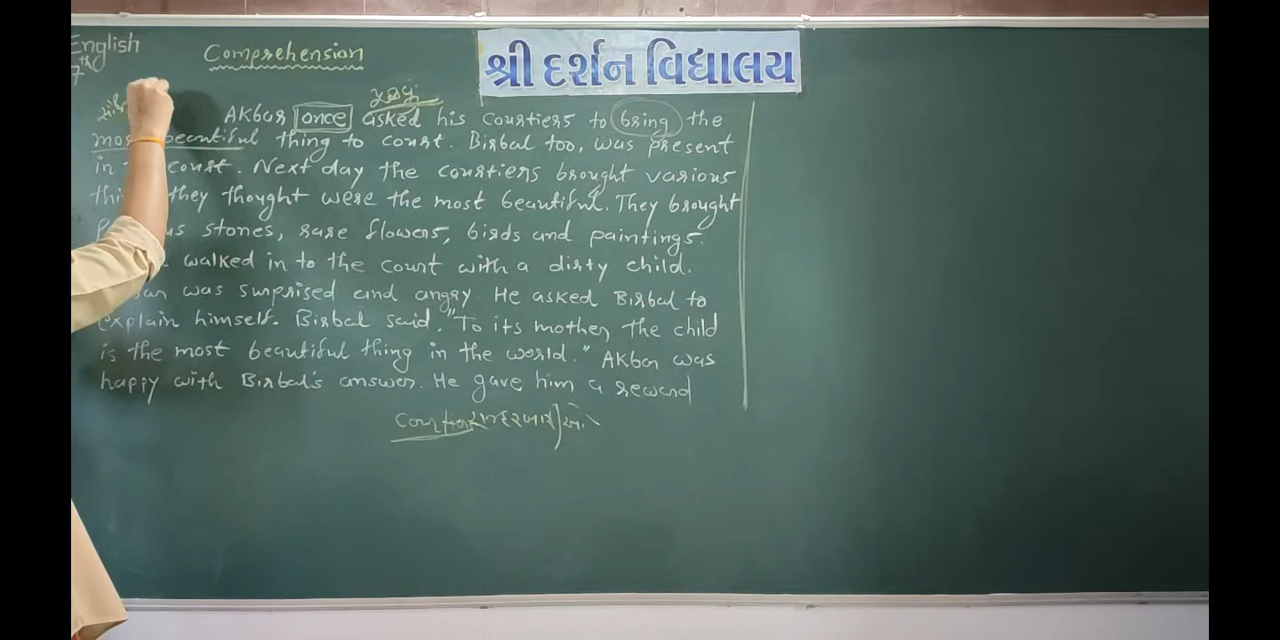 English
7th
Comprehension
શ્રી દર્શન વિદ્યાલય
Akbar once asked his courtiers to bring the
most beautiful thing to court. Birbal too, was present
in court. Next day the courtiers brought various
they thought were the most beautiful. They brought
stones, rare flowers, birds and paintings.
walked in to the court with a dirty child.
was surprised and angry. He asked Birbal to
explain himself. Birbal said. "To its mother, the child
is the most beautiful thing in the world." Akbar was
happy with Birbal's answer. He gave him a reward